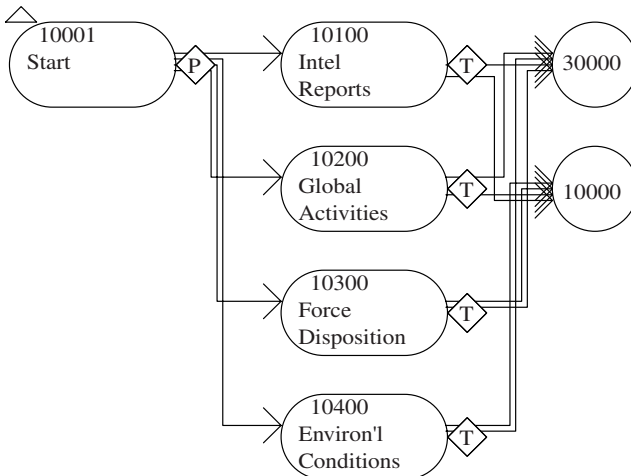 10001
Start
P
10100
Intel
Reports
T
30000
10200
Global
Activities
T
10000
10300
Force
Disposition
T
10400
Environ'l
Conditions
T